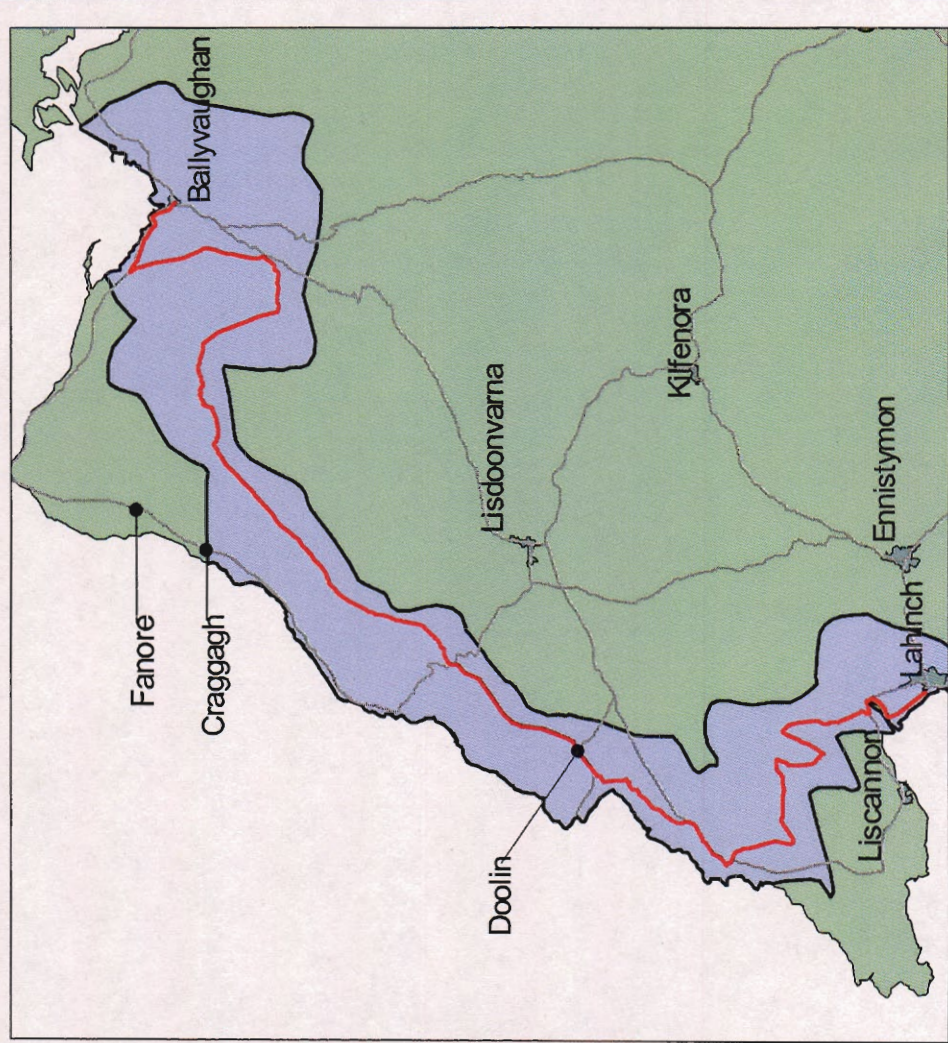 Ballyvaughan
Fanore
Craggagh
Lisdoonvarna
Kilfenora
Doolin
Ennistymon
Lahinch
Liscannor